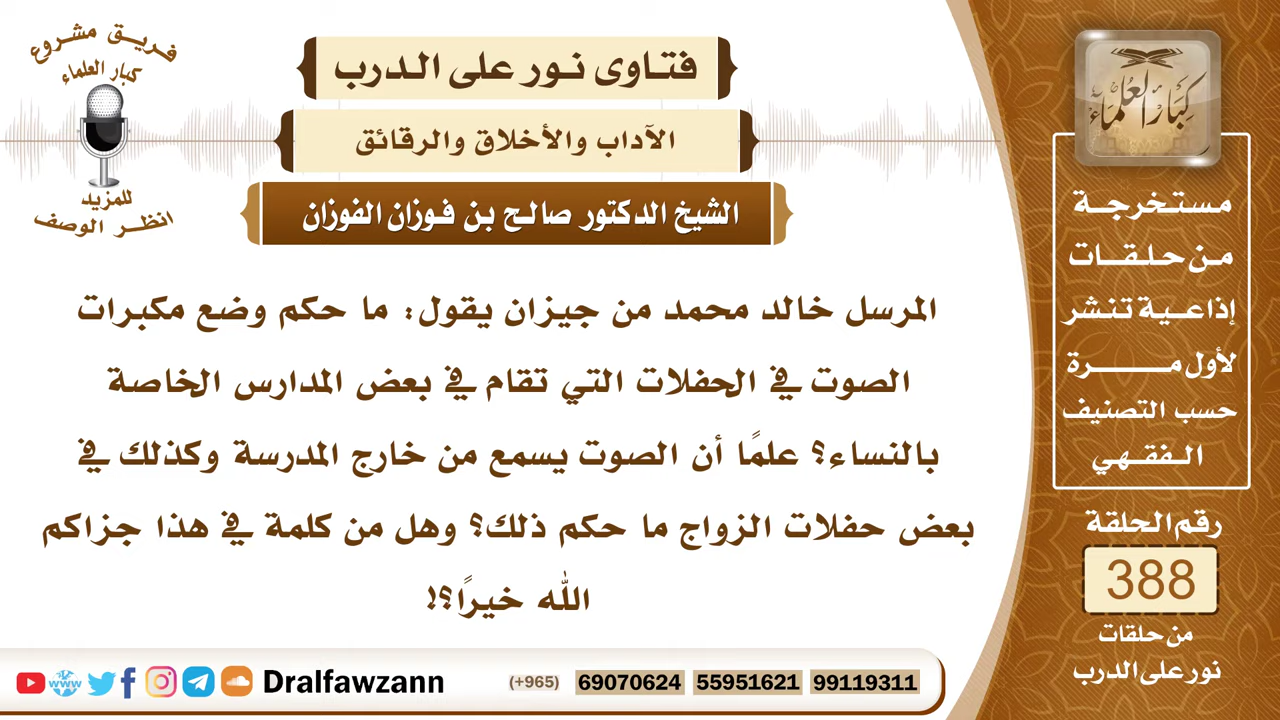 فريق مشروع
كبار العلماء
للمزيد
انظر الوصف
فتاوى نور على الدرب
الآداب والأخلاق والرقائق
الشيخ الدكتور صالح بن فوزان الفوزان
المرسل خالد محمد من جيزان يقول: ما حكم وضع مكبرات
الصوت في الحفلات التي تقام في بعض المدارس الخاصة
بالنساء؟ علمًا أن الصوت يسمع من خارج المدرسة وكذلك في
بعض حفلات الزواج ما حكم ذلك؟ وهل من كلمة في هذا جزاكم
الله خيرًا؟!
كبار العلماء
مستخرجة
من حلقات
إذاعية تنشر
لأول مرة
حسب التصنيف
الفقهي
رقم الحلقة
388
من حلقات
نور على الدرب
www Dralfawzann (+965) 69070624 55951621 99119311